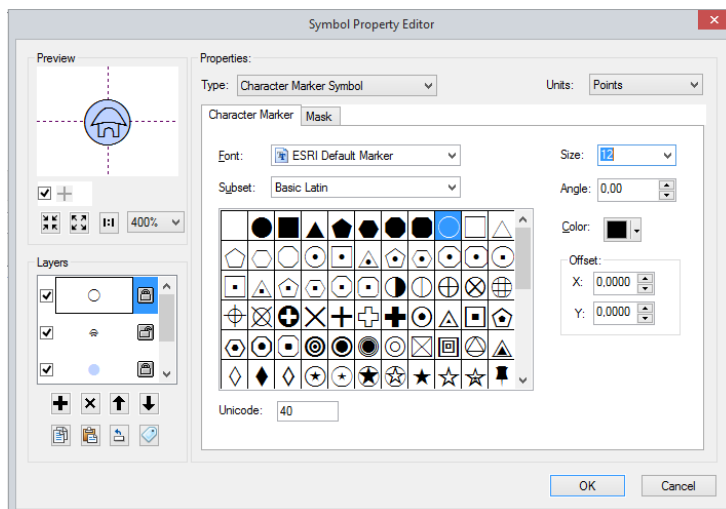 Symbol Property Editor
Preview
1:1
400%
Layers
Properties:
Type:
Character Marker Symbol
Units:
Points
Character Marker
Mask
Font:
ESRI Default Marker
Subset:
Basic Latin
Size:
12
Angle:
0,00
Color:
Offset:
X:
0,0000
Y:
0,0000
Unicode:
40
OK
Cancel